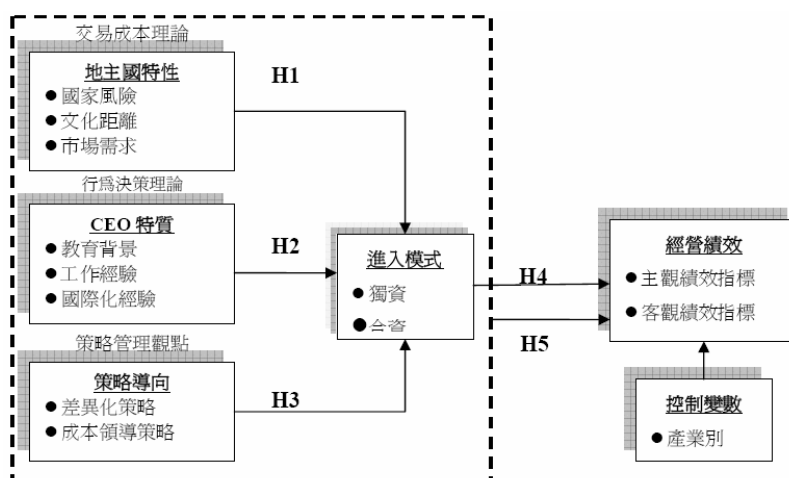 交易成本理論
地主國特性
● 國家風險
● 文化距離
● 市場需求
H1
行為決策理論
CEO 特質
● 教育背景
● 工作經驗
● 國際化經驗
H2
進入模式
● 獨資
● 合資
策略管理觀點
策略導向
● 差異化策略
● 成本領導策略
H3
H4
H5
經營績效
● 主觀績效指標
● 客觀績效指標
控制變數
● 產業別